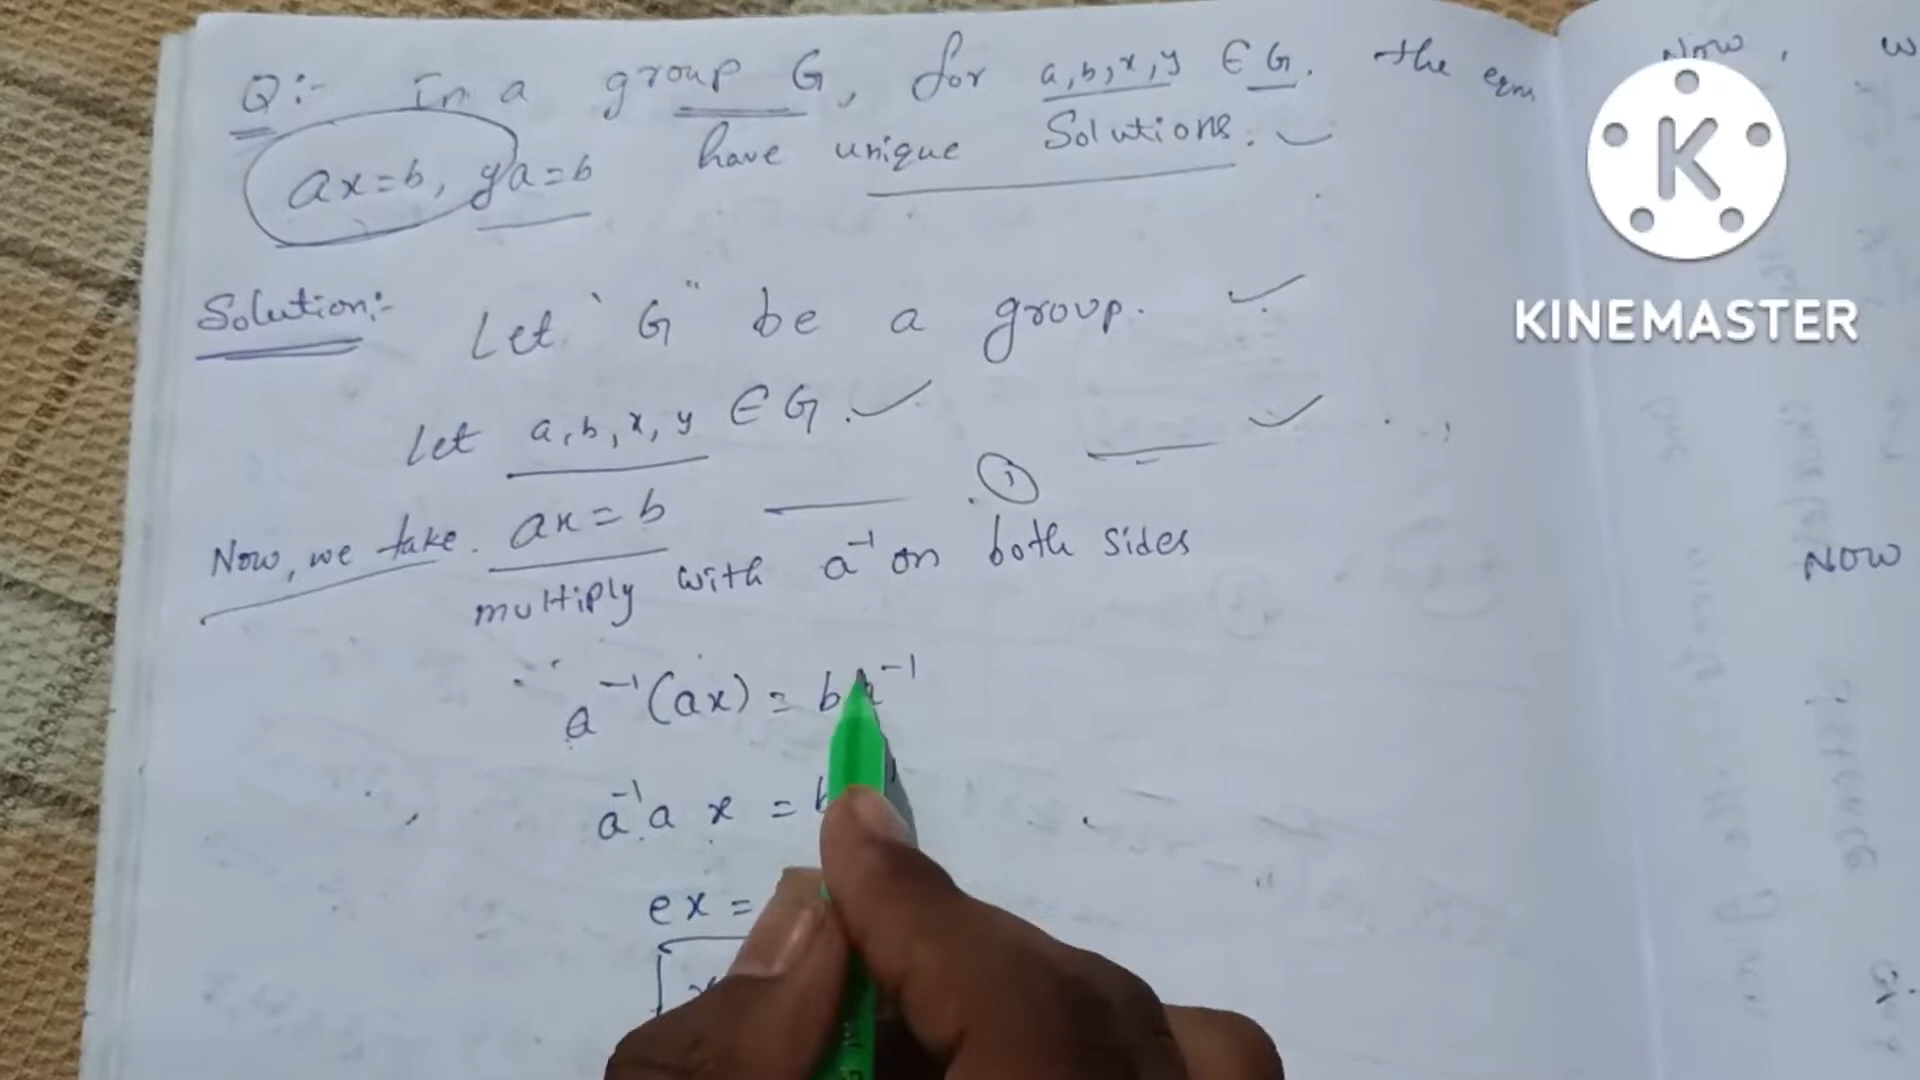 Q:- In a group G, for a,b,x,y ∈ G. the eqn
ax=b, ya=b have unique Solutions.
Solution:- Let "G" be a group.
Let a,b,x,y ∈ G.
Now, we take. ax=b ①
multiply with a⁻¹ on both sides
a⁻¹(ax) = ba⁻¹
a⁻¹a x = b
ex =
Now,
Now
KINEMASTER